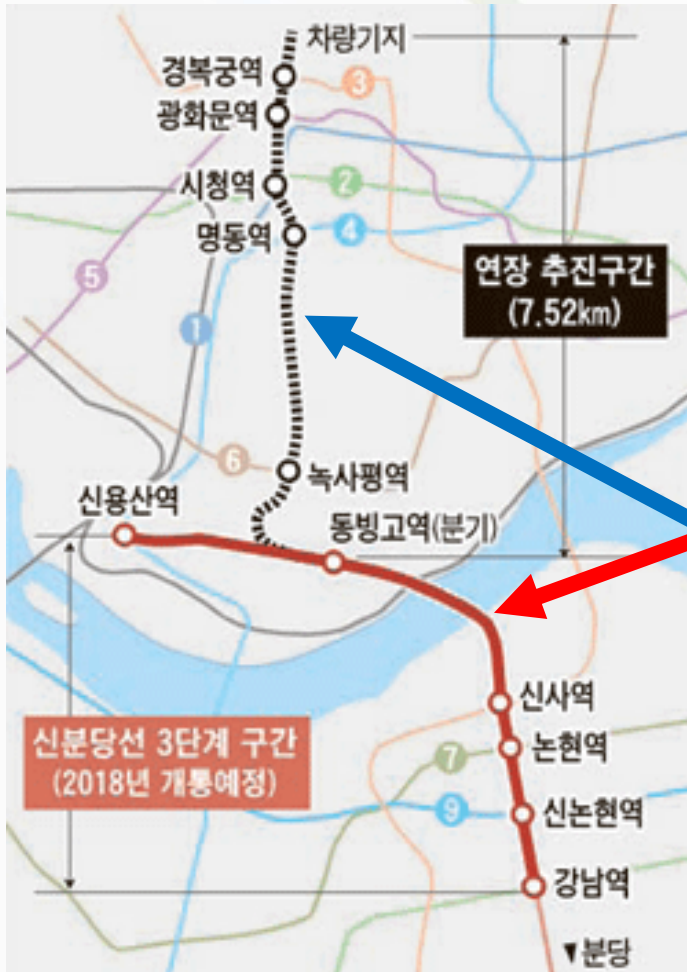 차량기지
경복궁역
3
광화문역
시청역
2
명동역
4
연장 추진구간
(7.52km)
5
1
6
녹사평역
신용산역
동빙고역(분기)
신사역
신분당선 3단계 구간
(2018년 개통예정)
7
논현역
9
신논현역
강남역
▼분당